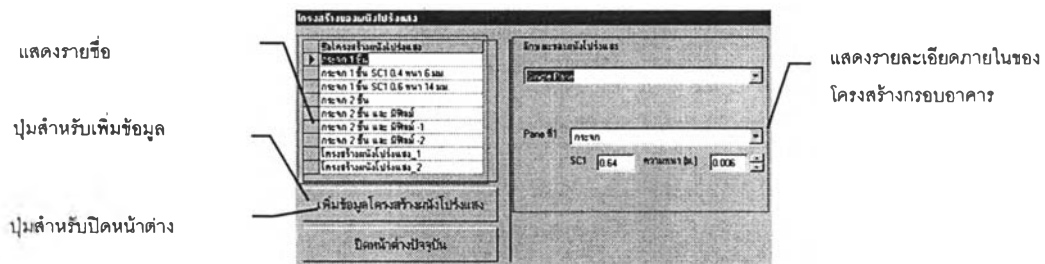 โครงสร้างของผนังโปร่งแสง
แสดงรายชื่อ
ปุ่มสำหรับเพิ่มข้อมูล
ปุ่มสำหรับปิดหน้าต่าง
ชื่อโครงสร้างผนังโปร่งแสง
กระจก 1 ชั้น
กระจก 1 ชั้น SC1 0.4 หนา 6 มม
กระจก 1 ชั้น SC1 0.6 หนา 14 มม
กระจก 2 ชั้น
กระจก 2 ชั้น และ มีฟิลม์
กระจก 2 ชั้น และ มีฟิลม์ -1
กระจก 2 ชั้น และ มีฟิลม์ -2
โครงสร้างผนังโปร่งแสง_1
โครงสร้างผนังโปร่งแสง_2
เพิ่มข้อมูลโครงสร้างผนังโปร่งแสง
ปิดหน้าต่างปัจจุบัน
ลักษณะของผนังโปร่งแสง
Single Pane
Pane ที่1 กระจก
SC1 0.64 ความหนา (ม.) 0.006
แสดงรายละเอียดภายในของ
โครงสร้างกรอบอาคาร